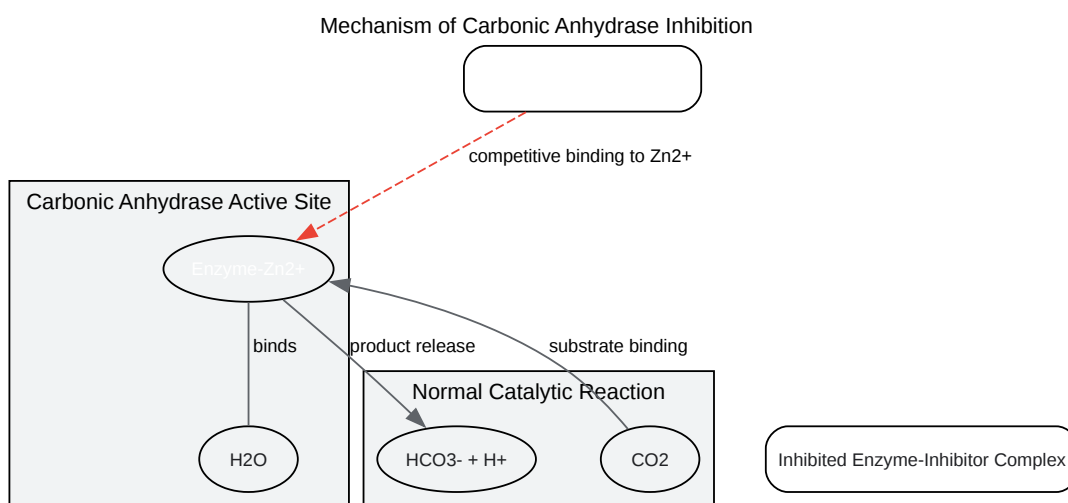 Mechanism of Carbonic Anhydrase Inhibition
competitive binding to Zn2+
Carbonic Anhydrase Active Site
Enzyme-Zn2+
binds
product release
substrate binding
Normal Catalytic Reaction
H2O
HCO3- + H+
CO2
Inhibited Enzyme-Inhibitor Complex